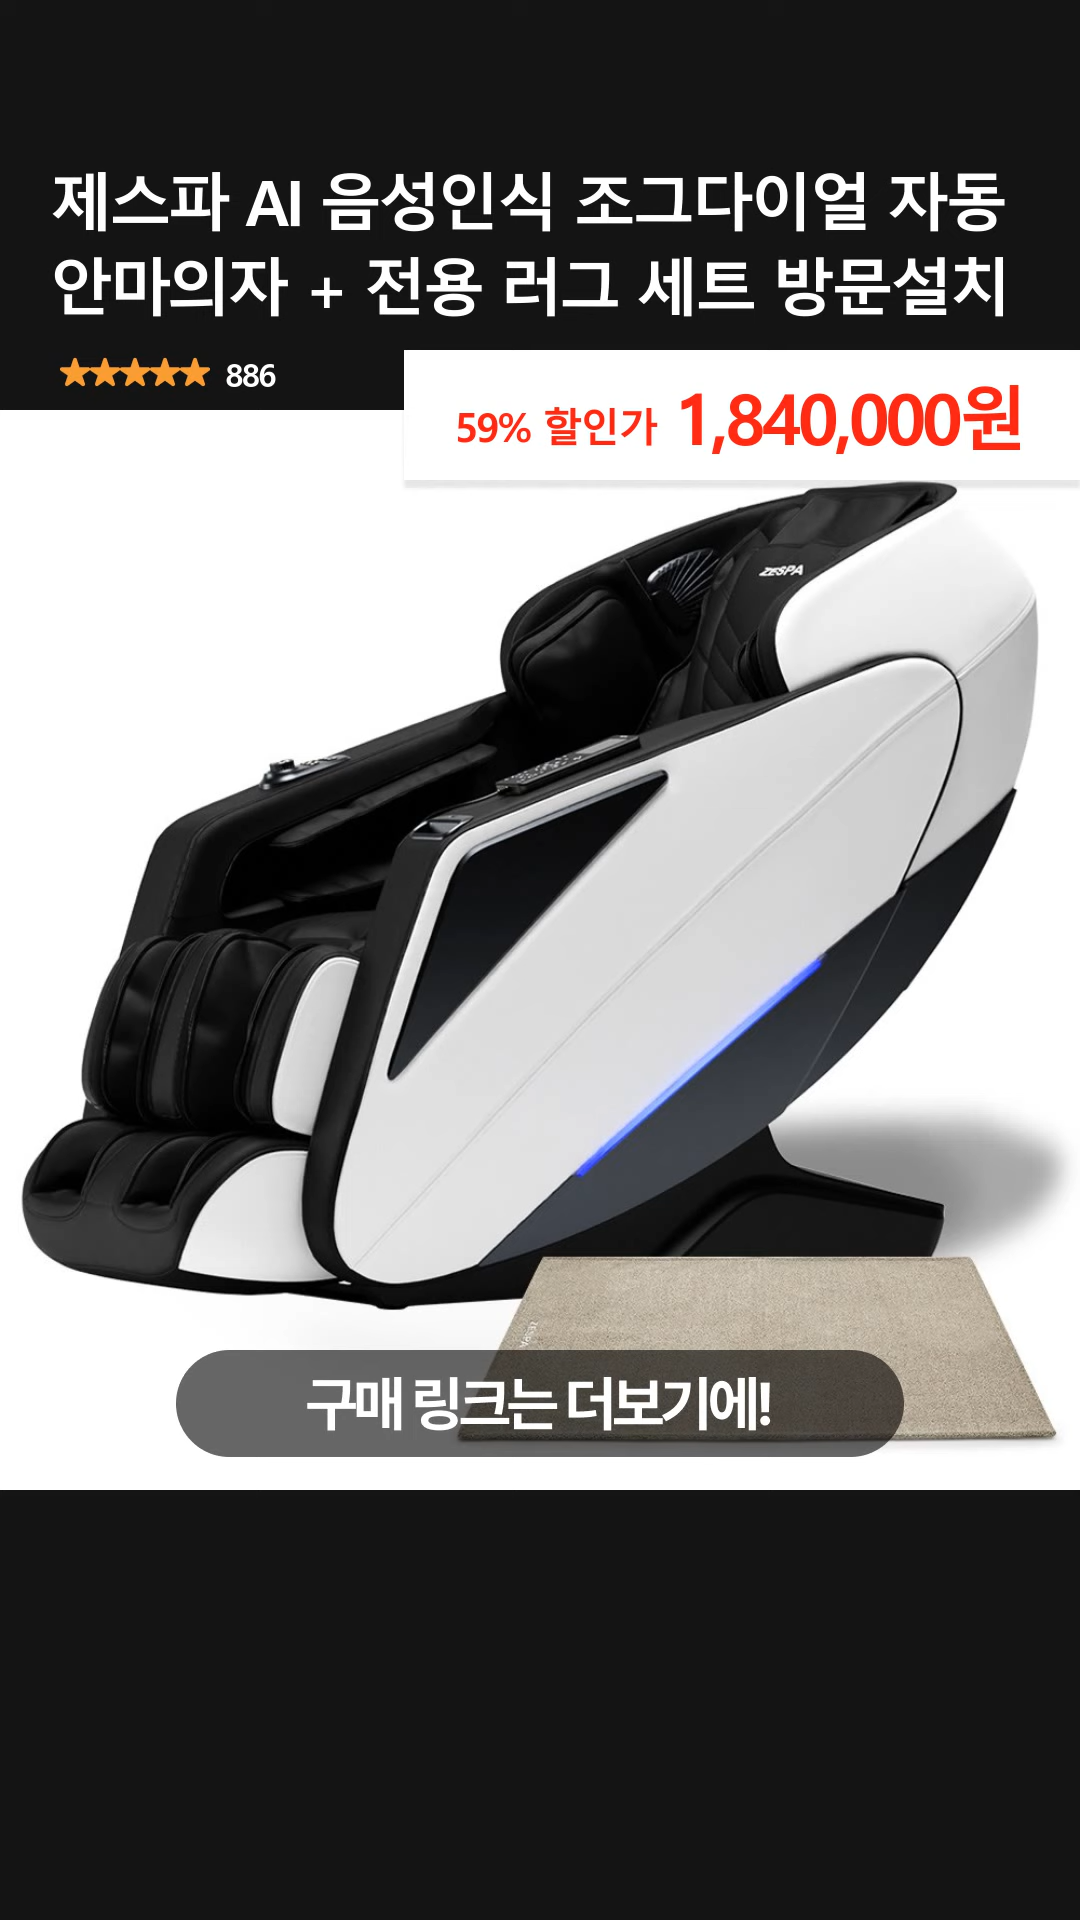 제스파 AI 음성인식 조그다이얼 자동
안마의자 + 전용 러그 세트 방문설치
886
59% 할인가 1,840,000원
ZESPA
ZESPA
구매 링크는 더보기에!